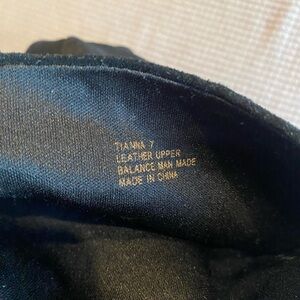 TIANNA 7
LEATHER UPPER
BALANCE MAN MADE
MADE IN CHINA